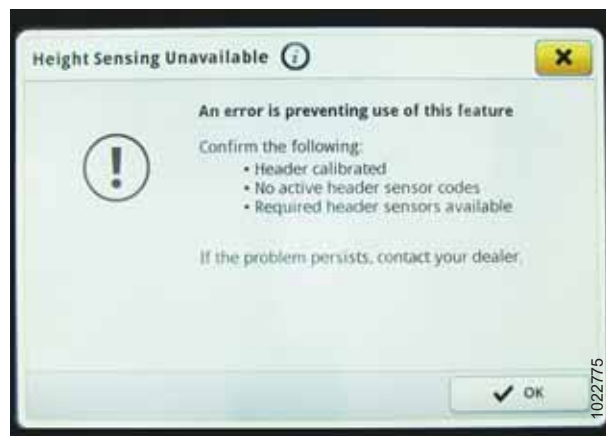 Height Sensing Unavailable
An error is preventing use of this feature
Confirm the following:
• Header calibrated
• No active header sensor codes
• Required header sensors available
If the problem persists, contact your dealer.
OK
1022775